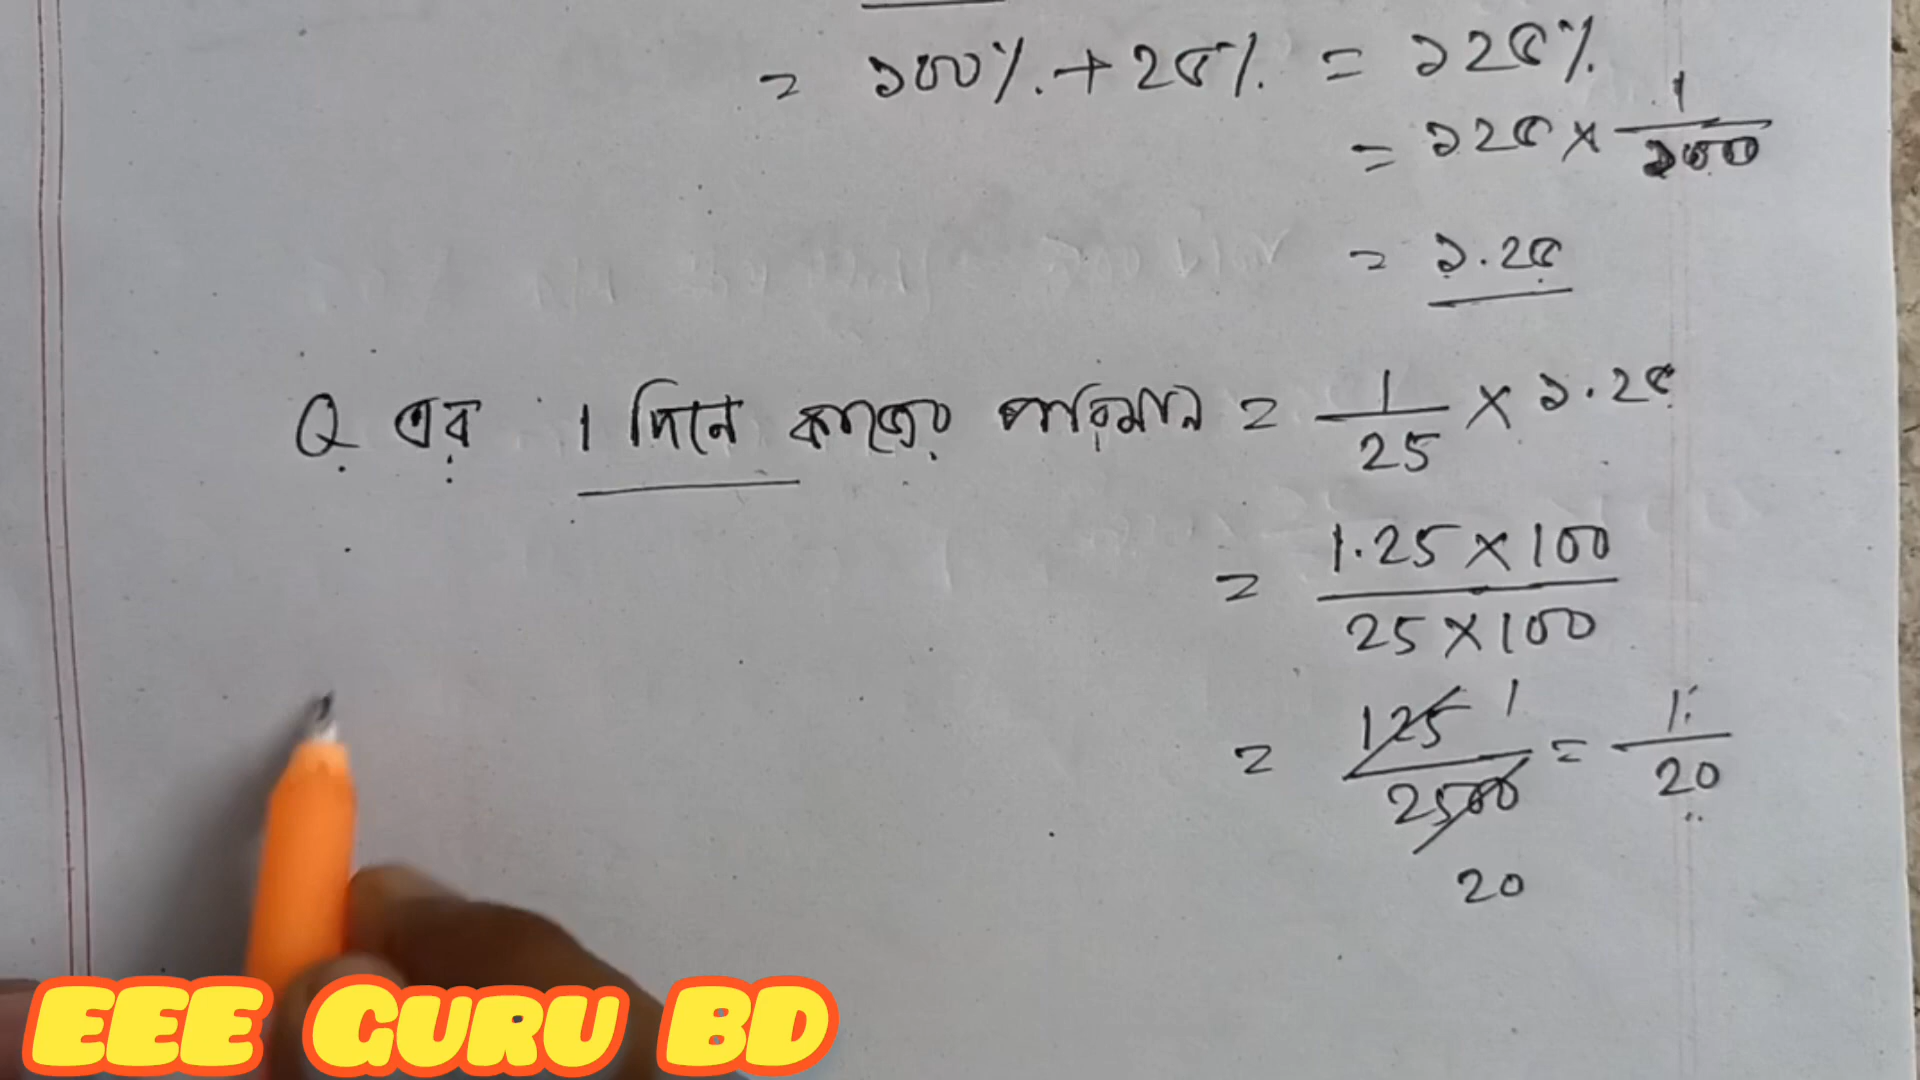 = ১০০% + ২৫% = ১২৫%
= ১২৫ × 1/১০০
= ১.২৫
Q এর 1 দিনে কাজের পরিমান = 1/25 × ১.২৫
= 1.25 × 100 / 25 × 100
= 125 1 / 2500 20 = 1/20
EEE GURU BD